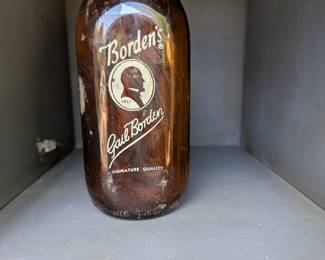 Borden's
1857
Gail Borden
SIGNATURE QUALITY